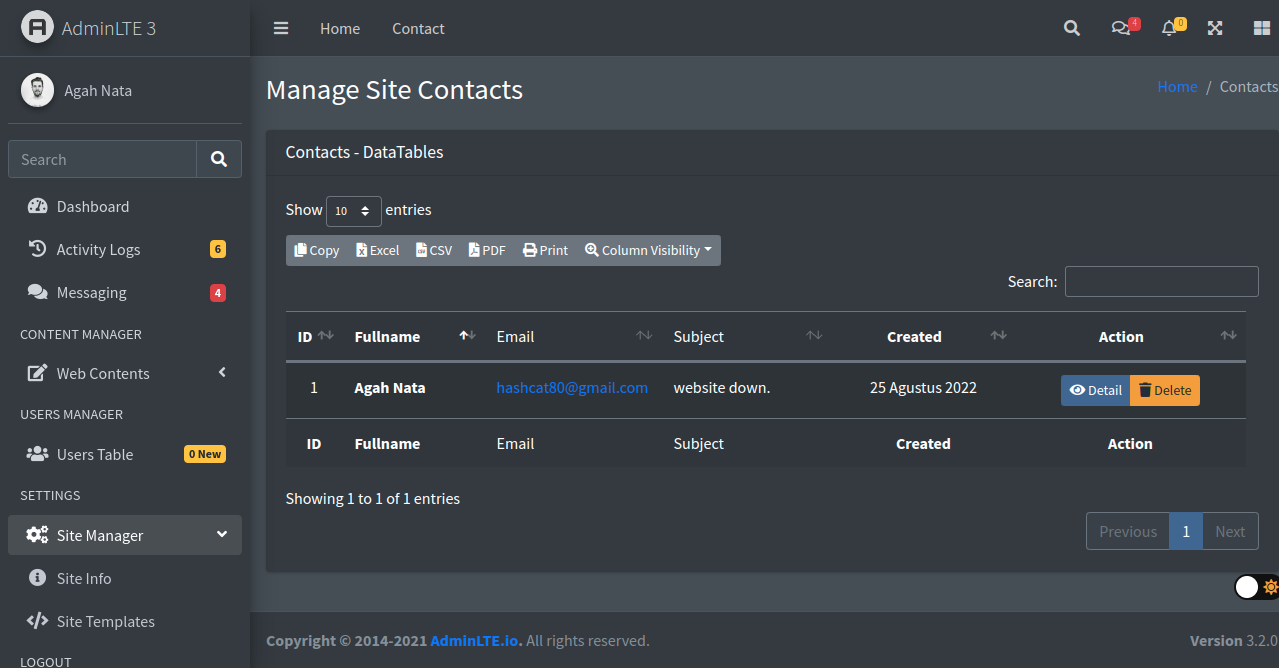 AdminLTE 3
Home Contact
4
0
Agah Nata
Search
Dashboard
Activity Logs 6
Messaging 4
CONTENT MANAGER
Web Contents
USERS MANAGER
Users Table 0 New
SETTINGS
Site Manager
Site Info
Site Templates
LOGOUT
Manage Site Contacts
Home / Contacts
Contacts - DataTables
Show 10 entries
Copy Excel CSV PDF Print Column Visibility
Search:
ID Fullname Email Subject Created Action
1 Agah Nata hashcat80@gmail.com website down. 25 Agustus 2022 Detail Delete
ID Fullname Email Subject Created Action
Showing 1 to 1 of 1 entries
Previous 1 Next
Copyright © 2014-2021 AdminLTE.io. All rights reserved.
Version 3.2.0